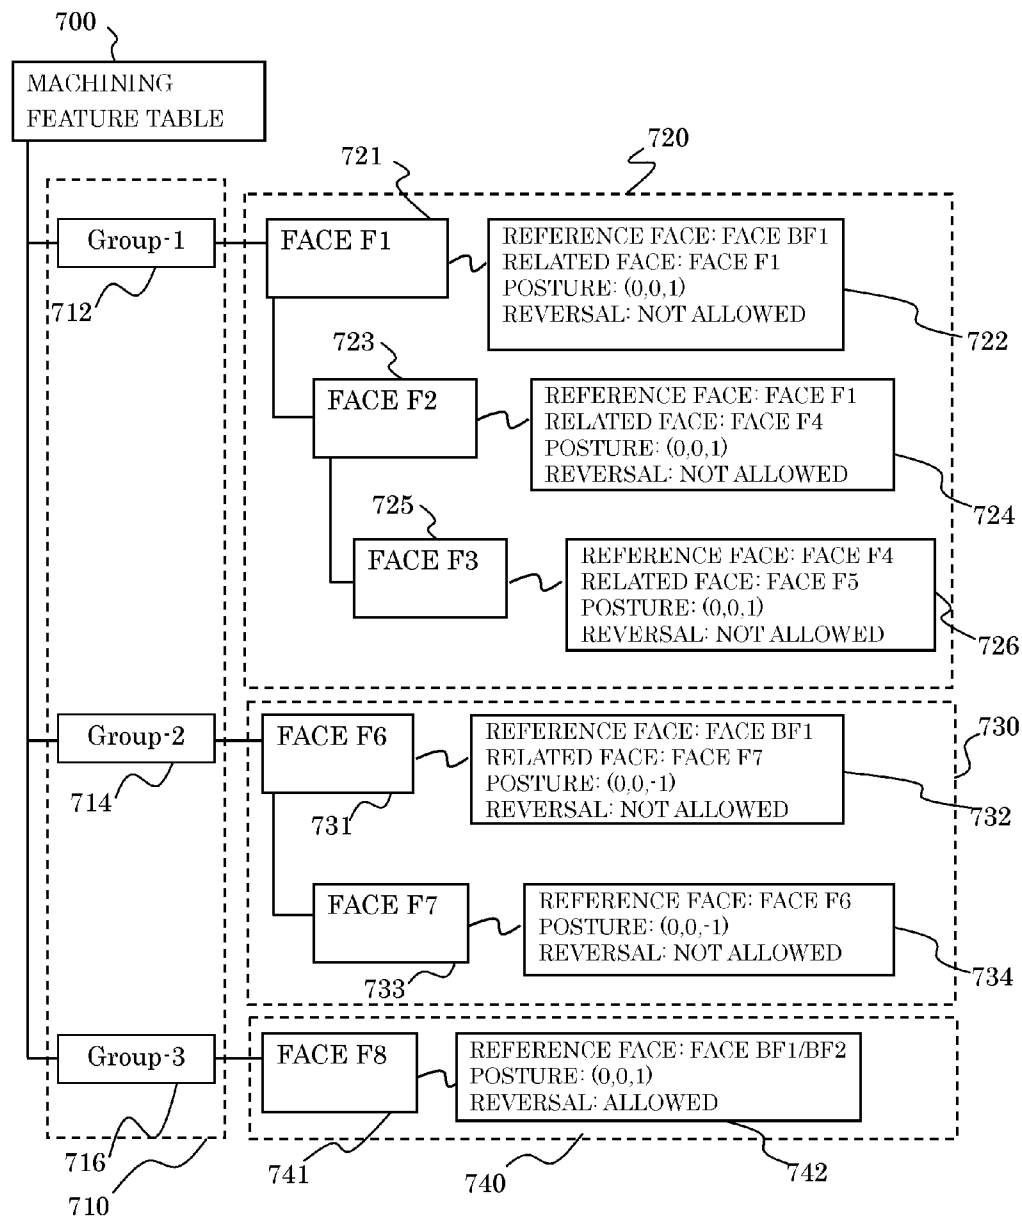 700
MACHINING
FEATURE TABLE
720
721
Group-1
FACE F1
REFERENCE FACE: FACE BF1
RELATED FACE: FACE F1
POSTURE: (0,0,1)
REVERSAL: NOT ALLOWED
712
722
723
FACE F2
REFERENCE FACE: FACE F1
RELATED FACE: FACE F4
POSTURE: (0,0,1)
REVERSAL: NOT ALLOWED
724
725
FACE F3
REFERENCE FACE: FACE F4
RELATED FACE: FACE F5
POSTURE: (0,0,1)
REVERSAL: NOT ALLOWED
726
Group-2
FACE F6
REFERENCE FACE: FACE BF1
RELATED FACE: FACE F7
POSTURE: (0,0,-1)
REVERSAL: NOT ALLOWED
730
714
731
732
FACE F7
REFERENCE FACE: FACE F6
POSTURE: (0,0,-1)
REVERSAL: NOT ALLOWED
733
734
Group-3
FACE F8
REFERENCE FACE: FACE BF1/BF2
POSTURE: (0,0,1)
REVERSAL: ALLOWED
716
741
740
742
710